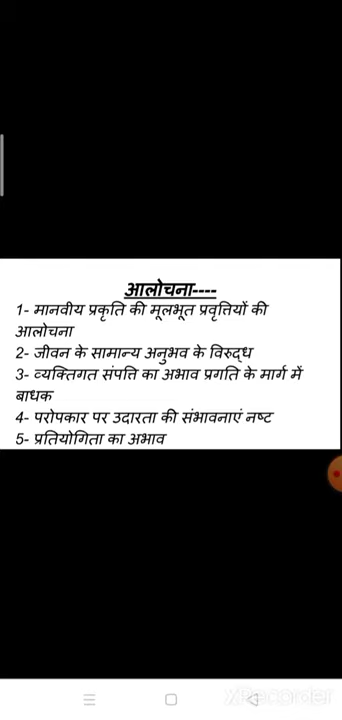 आलोचना----
1- मानवीय प्रकृति की मूलभूत प्रवृत्तियों की
आलोचना
2- जीवन के सामान्य अनुभव के विरुद्ध
3- व्यक्तिगत संपत्ति का अभाव प्रगति के मार्ग में
बाधक
4- परोपकार पर उदारता की संभावनाएं नष्ट
5- प्रतियोगिता का अभाव
XRecorder